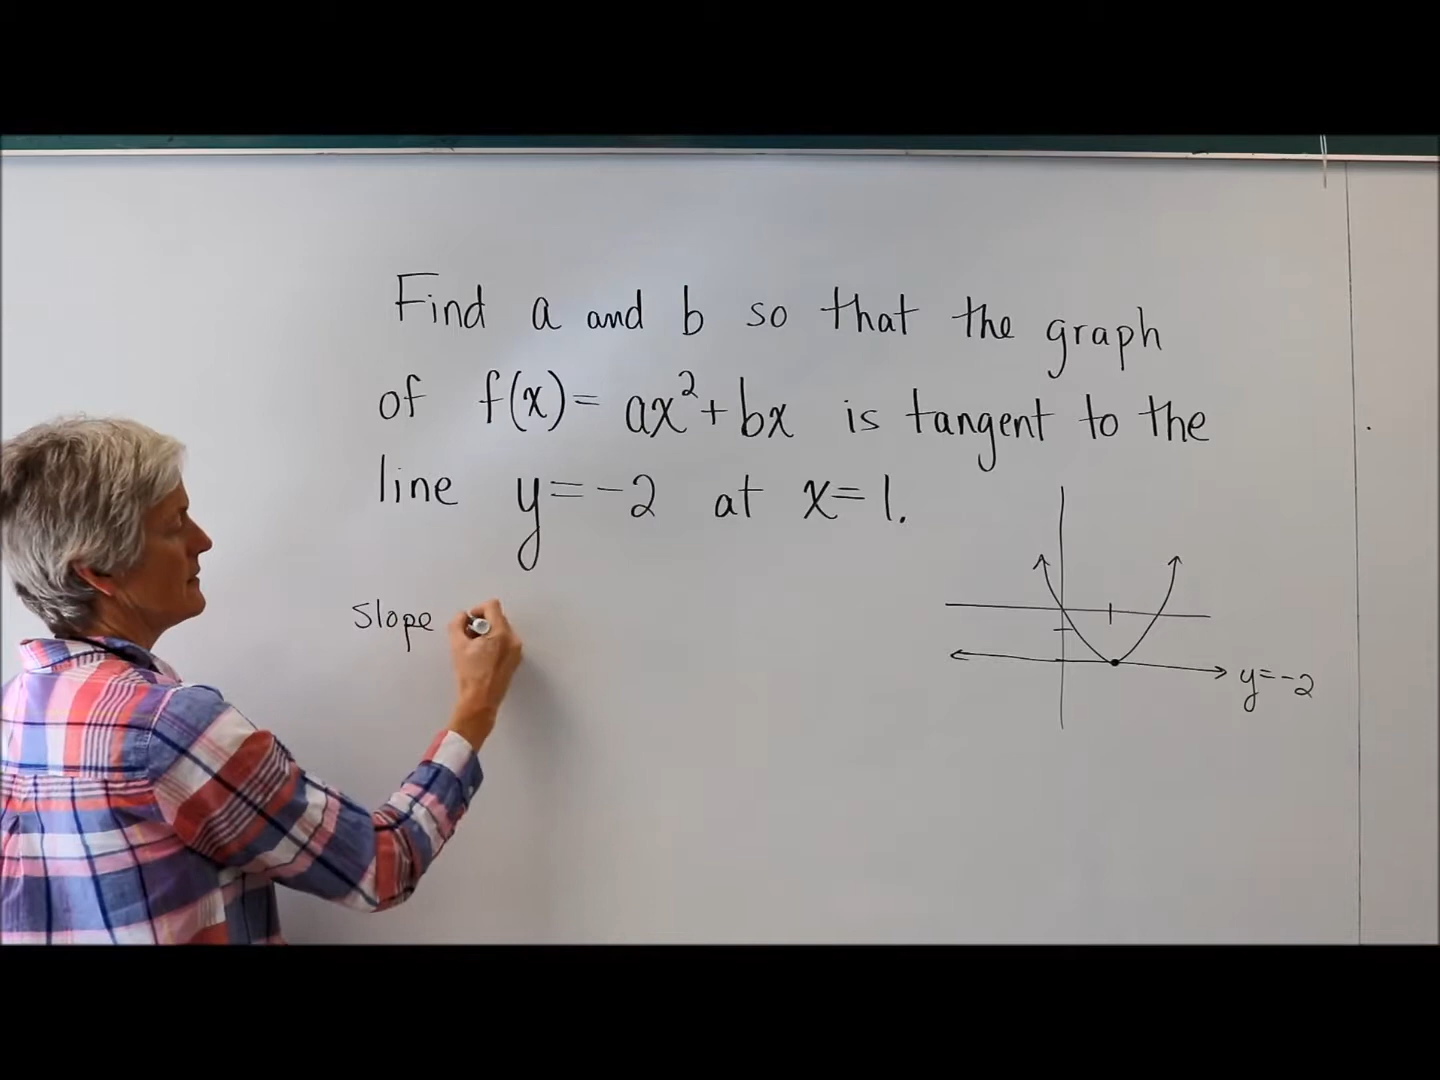 Find a and b so that the graph
of f(x)= ax²+bx is tangent to the
line y=-2 at x=1.
Slope
y=-2